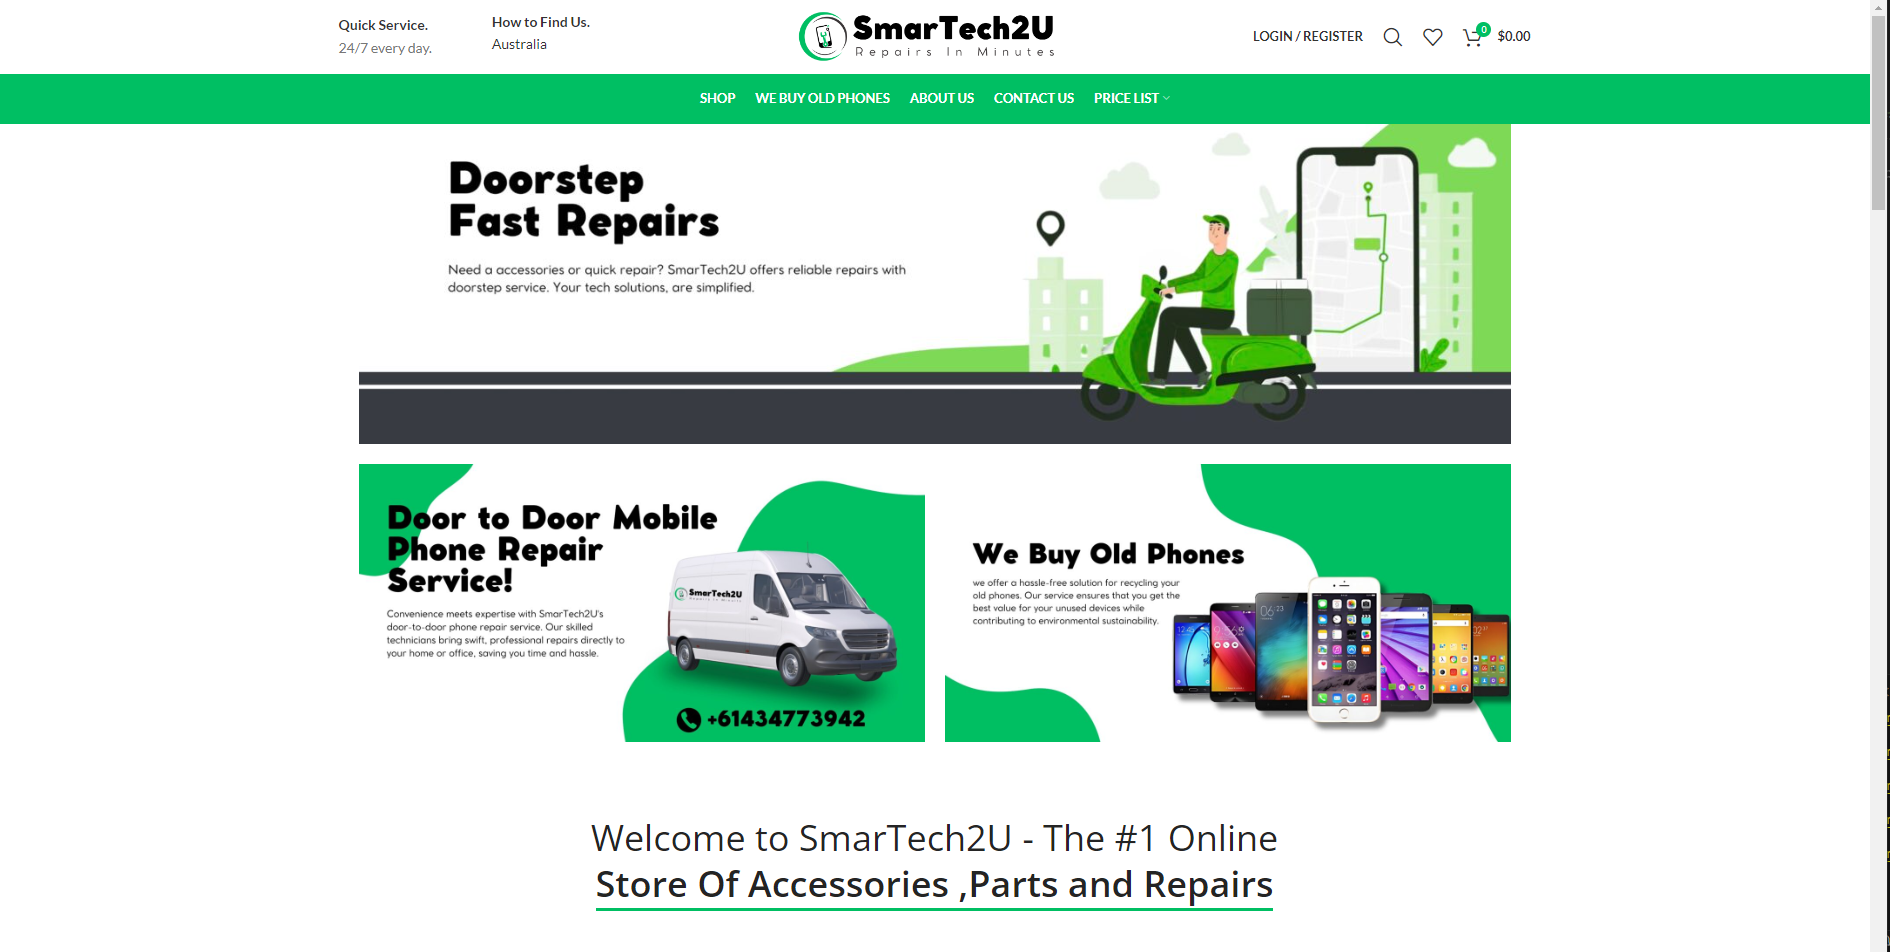 Quick Service.
24/7 every day.
How to Find Us.
Australia
SmarTech2U
Repairs In Minutes
LOGIN / REGISTER
0
$0.00
SHOP
WE BUY OLD PHONES
ABOUT US
CONTACT US
PRICE LIST
Doorstep
Fast Repairs
Need a accessories or quick repair? SmarTech2U offers reliable repairs with
doorstep service. Your tech solutions, are simplified.
Door to Door Mobile
Phone Repair
Service!
Convenience meets expertise with SmarTech2U's
door-to-door phone repair service. Our skilled
technicians bring swift, professional repairs directly to
your home or office, saving you time and hassle.
SmarTech2U
Repairs In Minutes
+61434773942
We Buy Old Phones
we offer a hassle-free solution for recycling your
old phones. Our service ensures that you get the
best value for your unused devices while
contributing to environmental sustainability.
12:45
06:23
Welcome to SmarTech2U - The #1 Online
Store Of Accessories ,Parts and Repairs